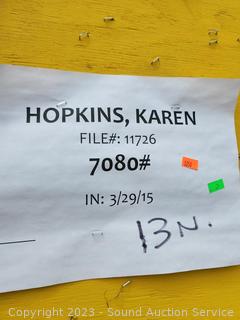 HOPKINS, KAREN
FILE#: 11726
7080#
IN: 3/29/15
13N.
Copyright 2023 - Sound Auction Service